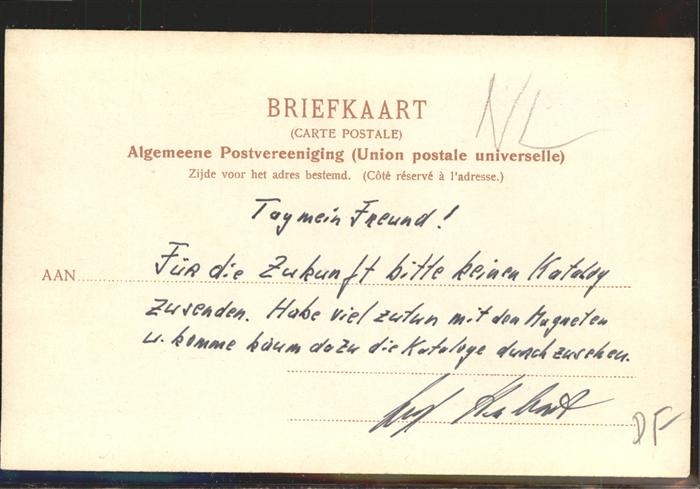 NL
BRIEFKAART
(CARTE POSTALE)
Algemeene Postvereeniging (Union postale universelle)
Zijde voor het adres bestemd. (Côté réservé à l'adresse.)
Tag mein Freund!
AAN
Für die Zukunft bitte keinen Katalog
zusenden. Habe viel zutun mit den Magneten
u. komme kaum dazu die Kataloge durchzusehen.
DF